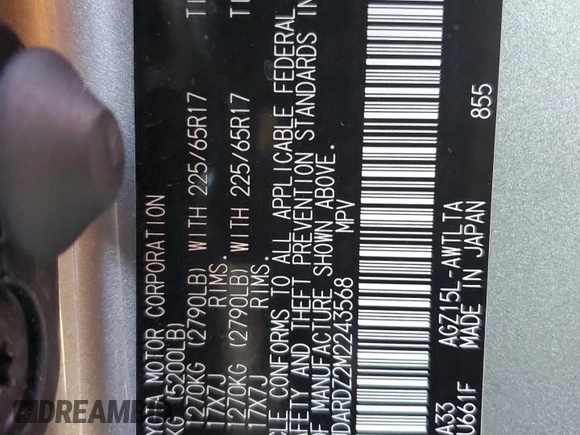 YOTA MOTOR CORPORATION
KG (5200LB)
1270KG (2790LB) WITH 225/65R17
17X7J RIMS.
1270KG (2790LB) WITH 225/65R17
17X7J RIMS.
CLE CONFORMS TO ALL APPLICABLE FEDERAL
AFETY AND THEFT PREVENTION STANDARDS IN
OF MANUFACTURE SHOWN ABOVE.
DARDZ2M2243568 MPV
AGZ15L-AWTLTA
A33 MADE IN JAPAN 855
U661F
DREAMBID